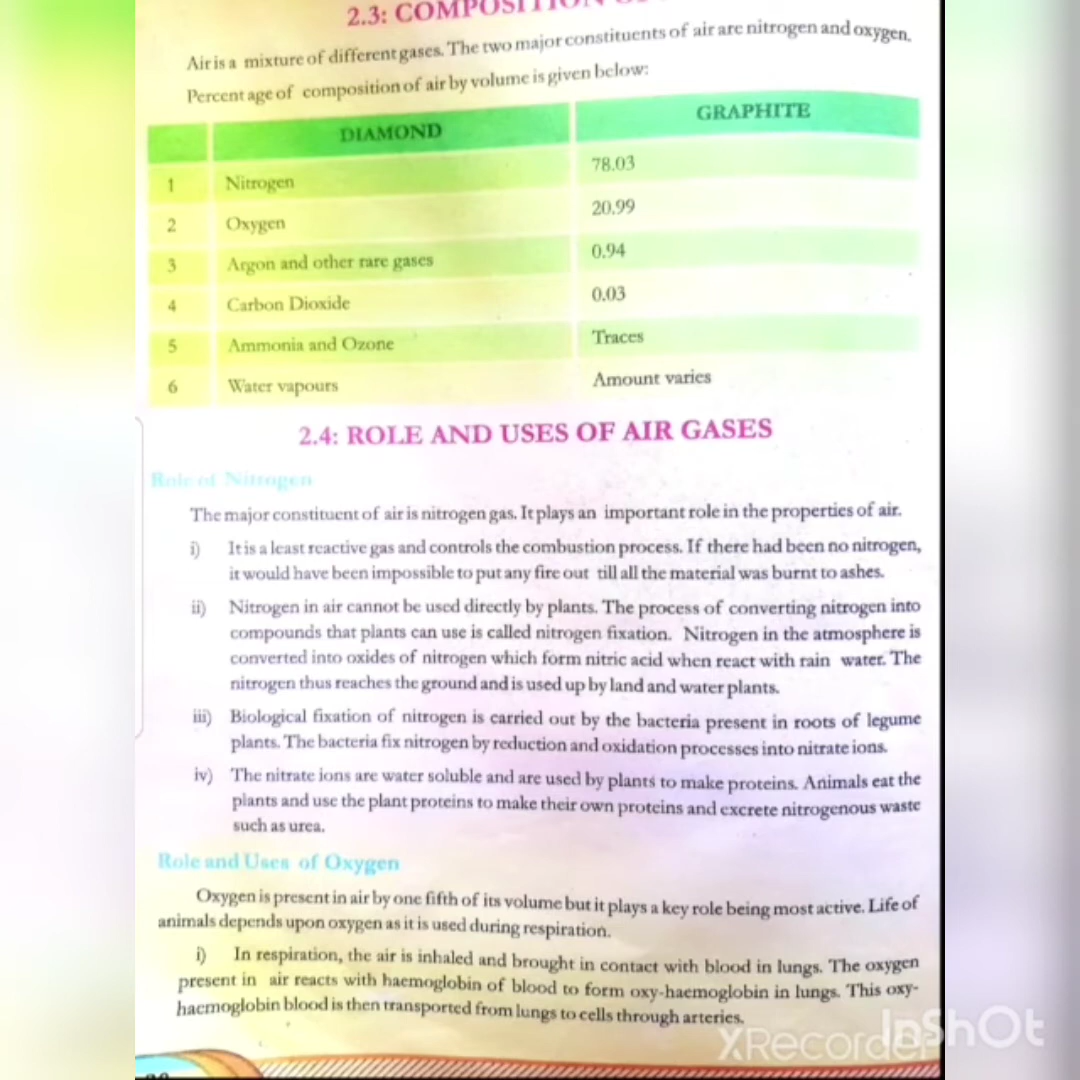 2.3: COMPOSITION
Air is a mixture of different gases. The two major constituents of air are nitrogen and oxygen.
Percent age of composition of air by volume is given below:
DIAMOND GRAPHITE
1 Nitrogen 78.03
2 Oxygen 20.99
3 Argon and other rare gases 0.94
4 Carbon Dioxide 0.03
5 Ammonia and Ozone Traces
6 Water vapours Amount varies
2.4: ROLE AND USES OF AIR GASES
Role of Nitrogen
The major constituent of air is nitrogen gas. It plays an important role in the properties of air.
i) It is a least reactive gas and controls the combustion process. If there had been no nitrogen,
it would have been impossible to put any fire out till all the material was burnt to ashes.
ii) Nitrogen in air cannot be used directly by plants. The process of converting nitrogen into
compounds that plants can use is called nitrogen fixation. Nitrogen in the atmosphere is
converted into oxides of nitrogen which form nitric acid when react with rain water. The
nitrogen thus reaches the ground and is used up by land and water plants.
iii) Biological fixation of nitrogen is carried out by the bacteria present in roots of legume
plants. The bacteria fix nitrogen by reduction and oxidation processes into nitrate ions.
iv) The nitrate ions are water soluble and are used by plants to make proteins. Animals eat the
plants and use the plant proteins to make their own proteins and excrete nitrogenous waste
such as urea.
Role and Uses of Oxygen
Oxygen is present in air by one fifth of its volume but it plays a key role being most active. Life of
animals depends upon oxygen as it is used during respiration.
i) In respiration, the air is inhaled and brought in contact with blood in lungs. The oxygen
present in air reacts with haemoglobin of blood to form oxy-haemoglobin in lungs. This oxy-
haemoglobin blood is then transported from lungs to cells through arteries.
XRecorder
InShOt